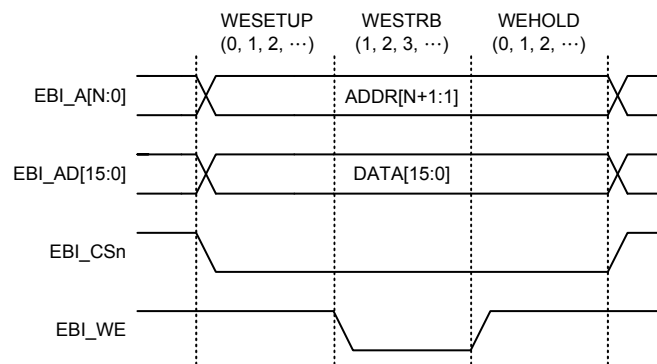 WESETUP WESTRB WEHOLD
(0, 1, 2, ⋯) (1, 2, 3, ⋯) (0, 1, 2, ⋯)
EBI_A[N:0] ADDR[N+1:1]
EBI_AD[15:0] DATA[15:0]
EBI_CSn
EBI_WE